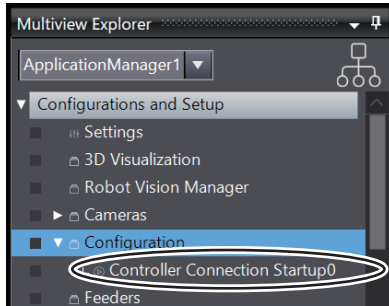 Multiview Explorer
ApplicationManager1
Configurations and Setup
Settings
3D Visualization
Robot Vision Manager
Cameras
Configuration
Controller Connection Startup0
Feeders